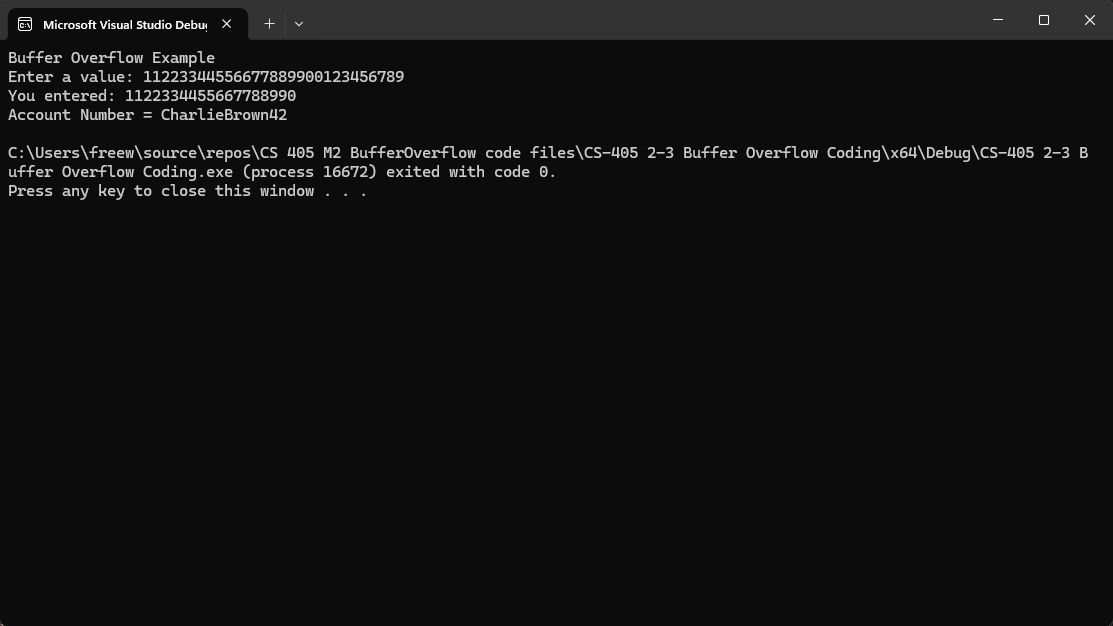 Microsoft Visual Studio Debug
Buffer Overflow Example
Enter a value: 11223344556677889900123456789
You entered: 1122334455667788990
Account Number = CharlieBrown42
C:\Users\freew\source\repos\CS 405 M2 BufferOverflow code files\CS-405 2-3 Buffer Overflow Coding\x64\Debug\CS-405 2-3 B
uffer Overflow Coding.exe (process 16672) exited with code 0.
Press any key to close this window . . .